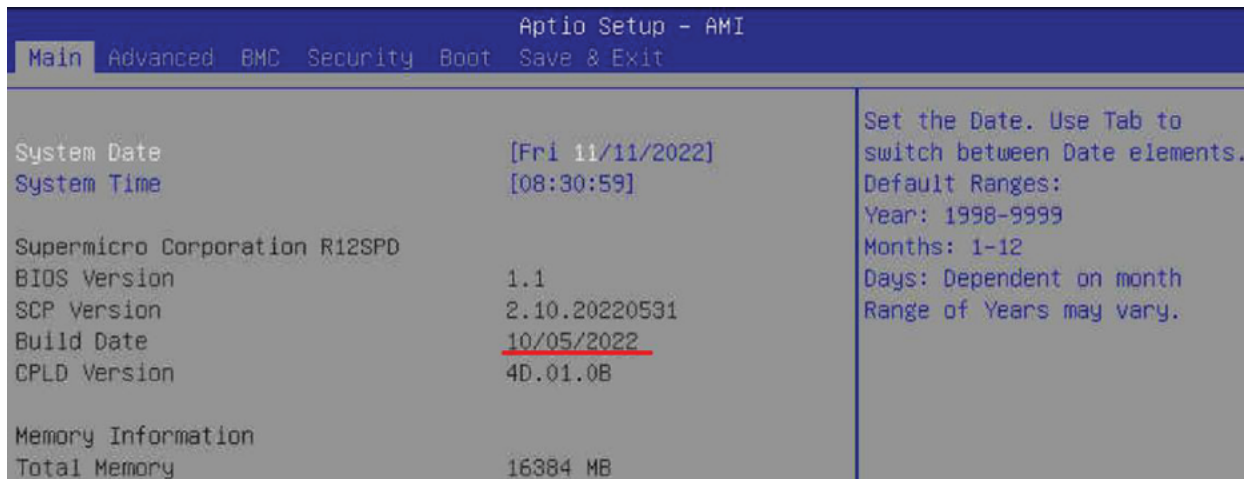 Aptio Setup – AMI
Main Advanced BMC Security Boot Save & Exit
System Date [Fri 11/11/2022]
System Time [08:30:59]
Supermicro Corporation R12SPD
BIOS Version 1.1
SCP Version 2.10.20220531
Build Date 10/05/2022
CPLD Version 4D.01.0B
Memory Information
Total Memory 16384 MB
Set the Date. Use Tab to
switch between Date elements.
Default Ranges:
Year: 1998-9999
Months: 1-12
Days: Dependent on month
Range of Years may vary.